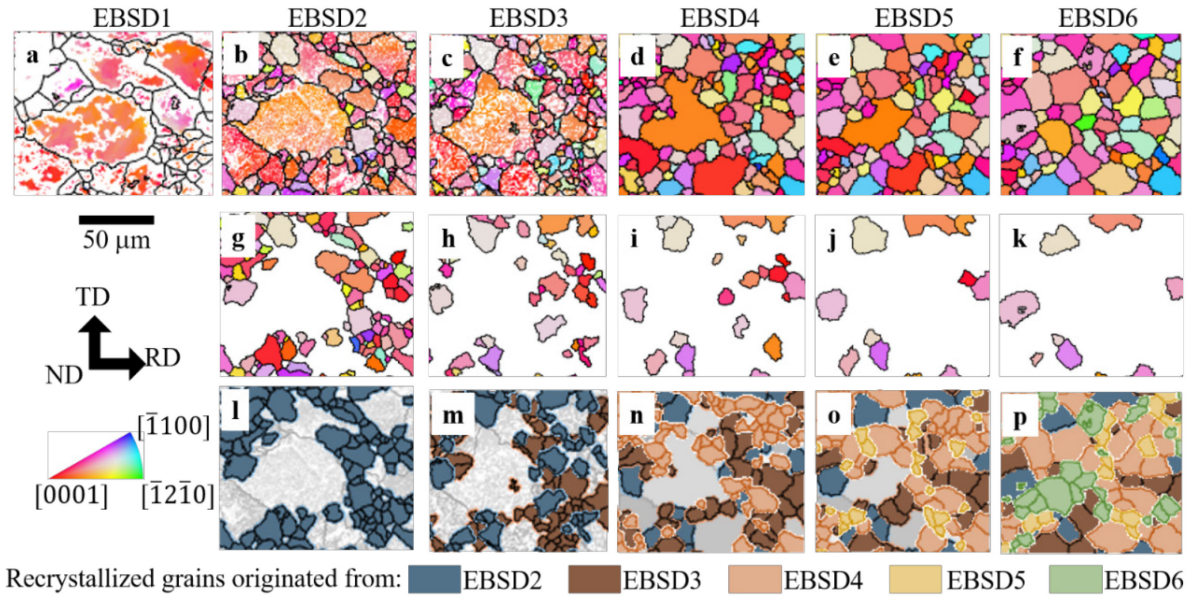 EBSD1 EBSD2 EBSD3 EBSD4 EBSD5 EBSD6
a b c d e f
50 μm
g h i j k
TD
ND RD
l m n o p
[1̅100]
[0001] [1̅21̅0]
Recrystallized grains originated from: EBSD2 EBSD3 EBSD4 EBSD5 EBSD6